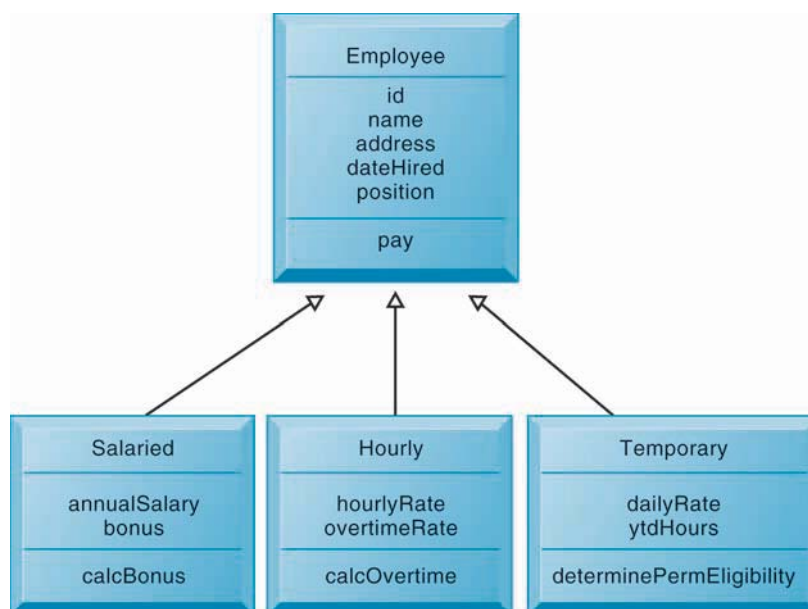 Employee
id
name
address
dateHired
position
pay
Salaried
annualSalary
bonus
calcBonus
Hourly
hourlyRate
overtimeRate
calcOvertime
Temporary
dailyRate
ytdHours
determinePermEligibility